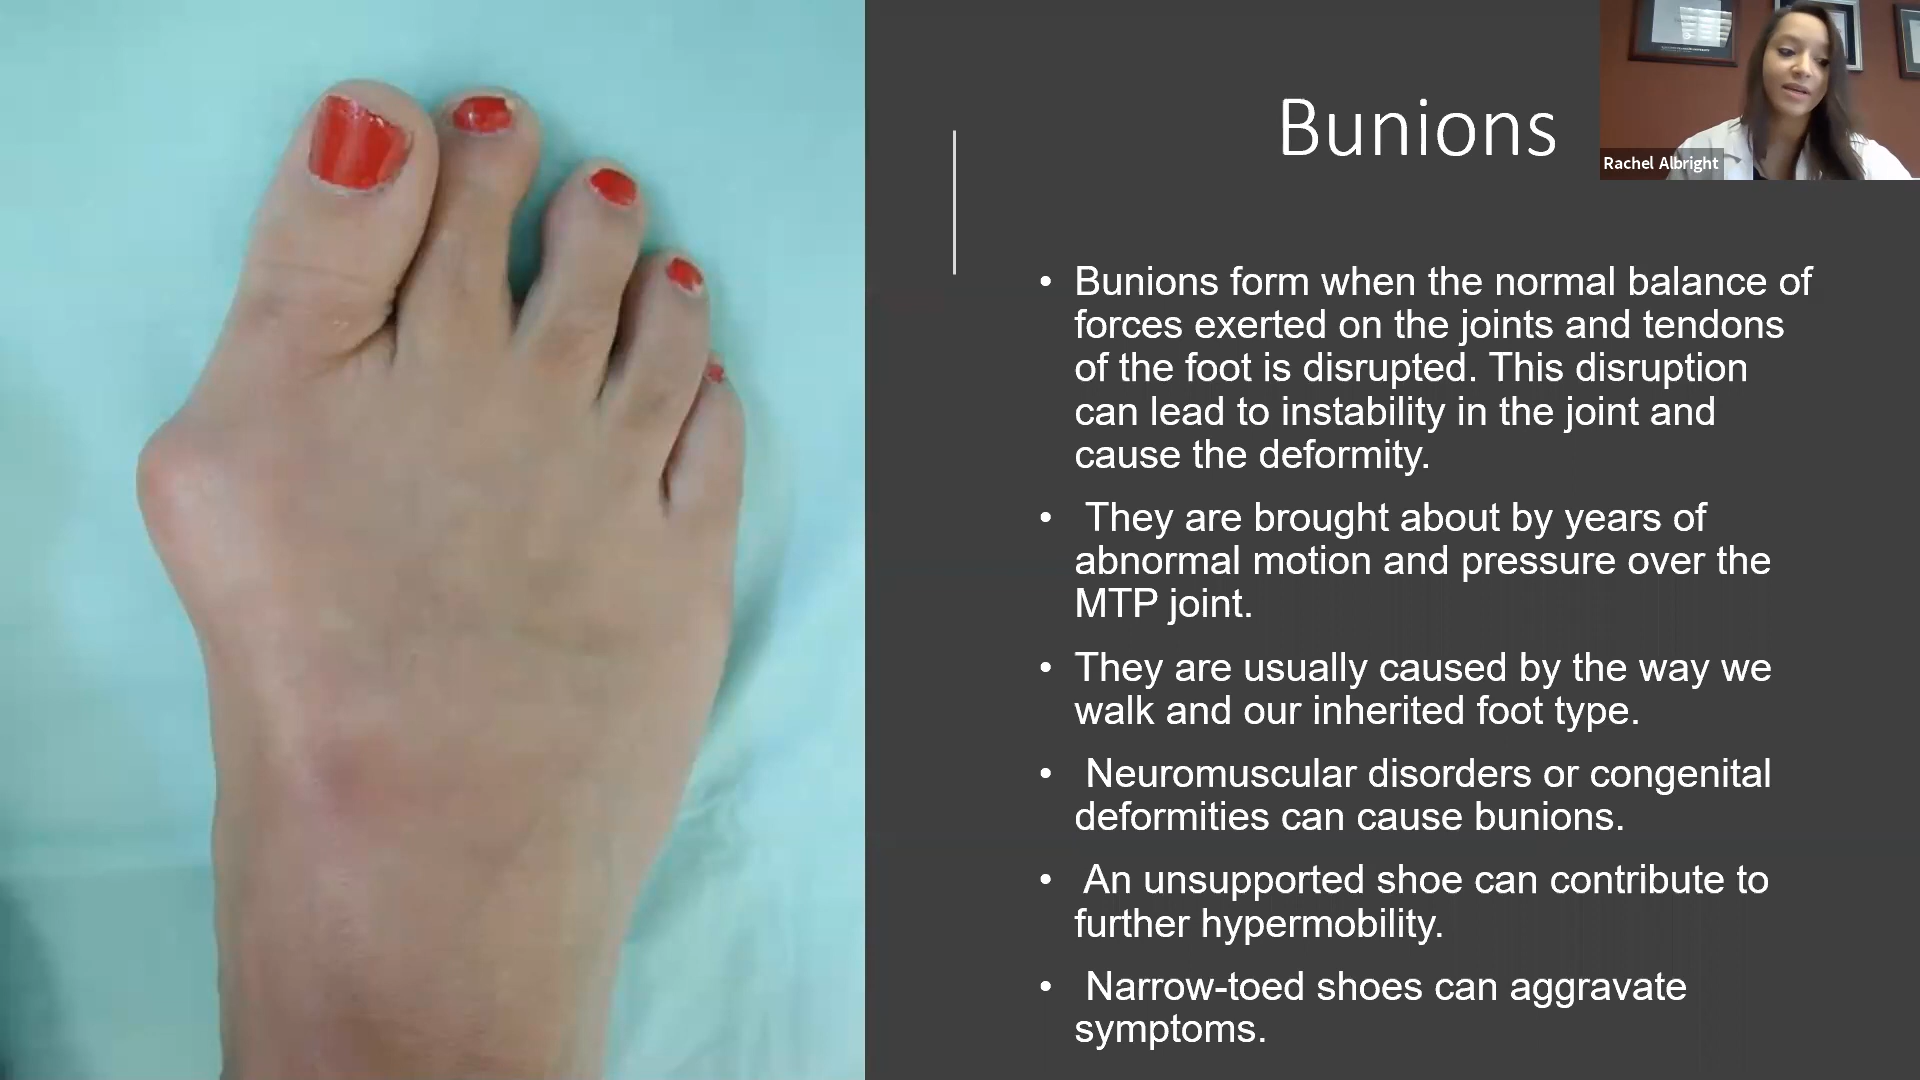 Bunions
Rachel Albright
• Bunions form when the normal balance of
forces exerted on the joints and tendons
of the foot is disrupted. This disruption
can lead to instability in the joint and
cause the deformity.
• They are brought about by years of
abnormal motion and pressure over the
MTP joint.
• They are usually caused by the way we
walk and our inherited foot type.
• Neuromuscular disorders or congenital
deformities can cause bunions.
• An unsupported shoe can contribute to
further hypermobility.
• Narrow-toed shoes can aggravate
symptoms.